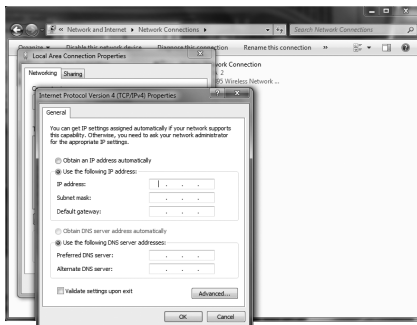 « Network and Internet ▸ Network Connections ▸
Search Network Connections
Organize ▾ Disable this network device Diagnose this connection Rename this connection »
Local Area Connection Properties
work Connection
2
95 Wireless Network ...
Networking Sharing
Internet Protocol Version 4 (TCP/IPv4) Properties
General
You can get IP settings assigned automatically if your network supports
this capability. Otherwise, you need to ask your network administrator
for the appropriate IP settings.
Obtain an IP address automatically
Use the following IP address:
IP address:
Subnet mask:
Default gateway:
Obtain DNS server address automatically
Use the following DNS server addresses:
Preferred DNS server:
Alternate DNS server:
Validate settings upon exit
Advanced...
OK Cancel